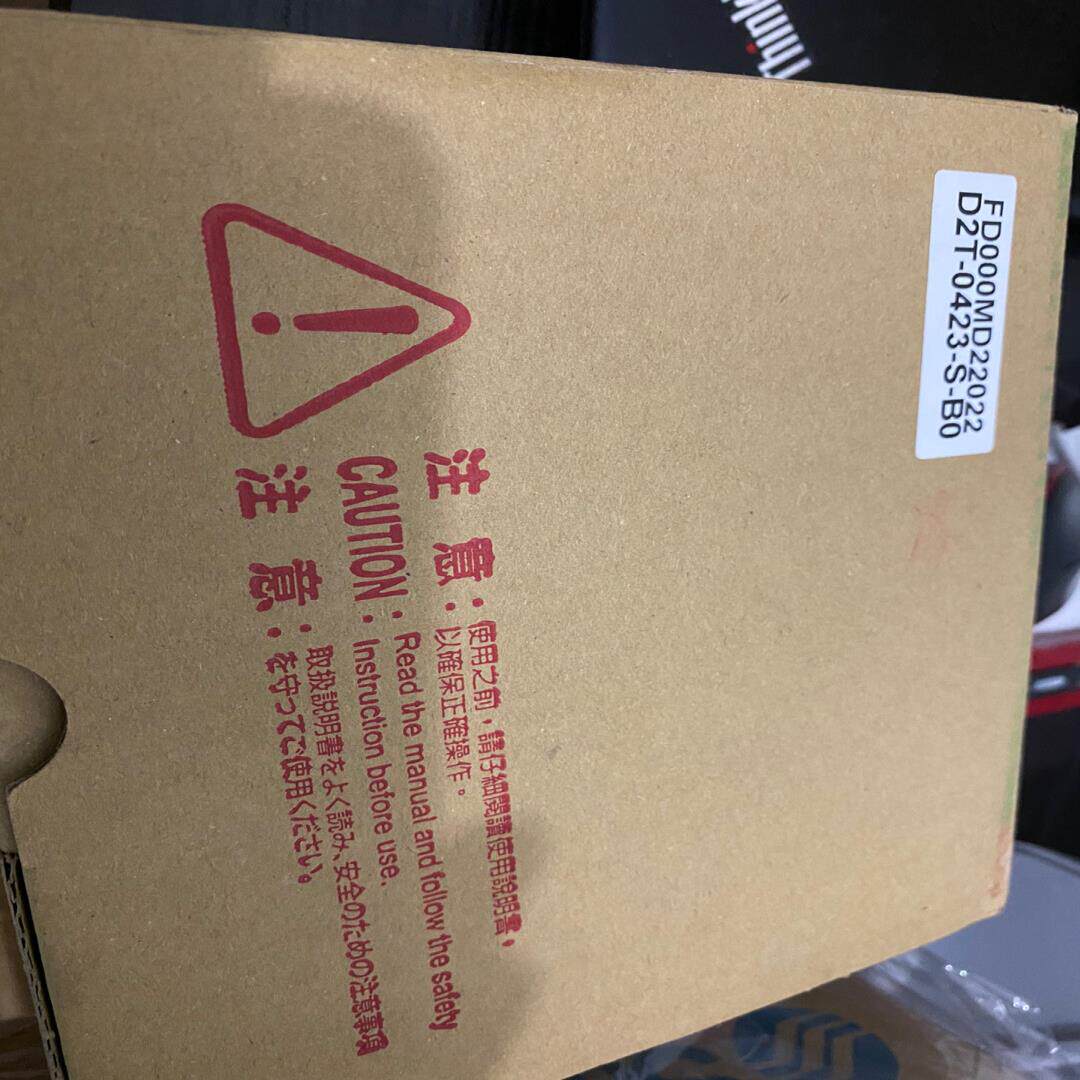 Think
FD000MD22022
D2T-0423-S-B0
注 意：使用之前，請仔細閱讀使用說明書，
以確保正確操作。
CAUTION・Read the manual and follow the safety
・Instruction before use.
注 意：取扱説明書をよく読み、安全のための注意事項
を守ってご使用ください。